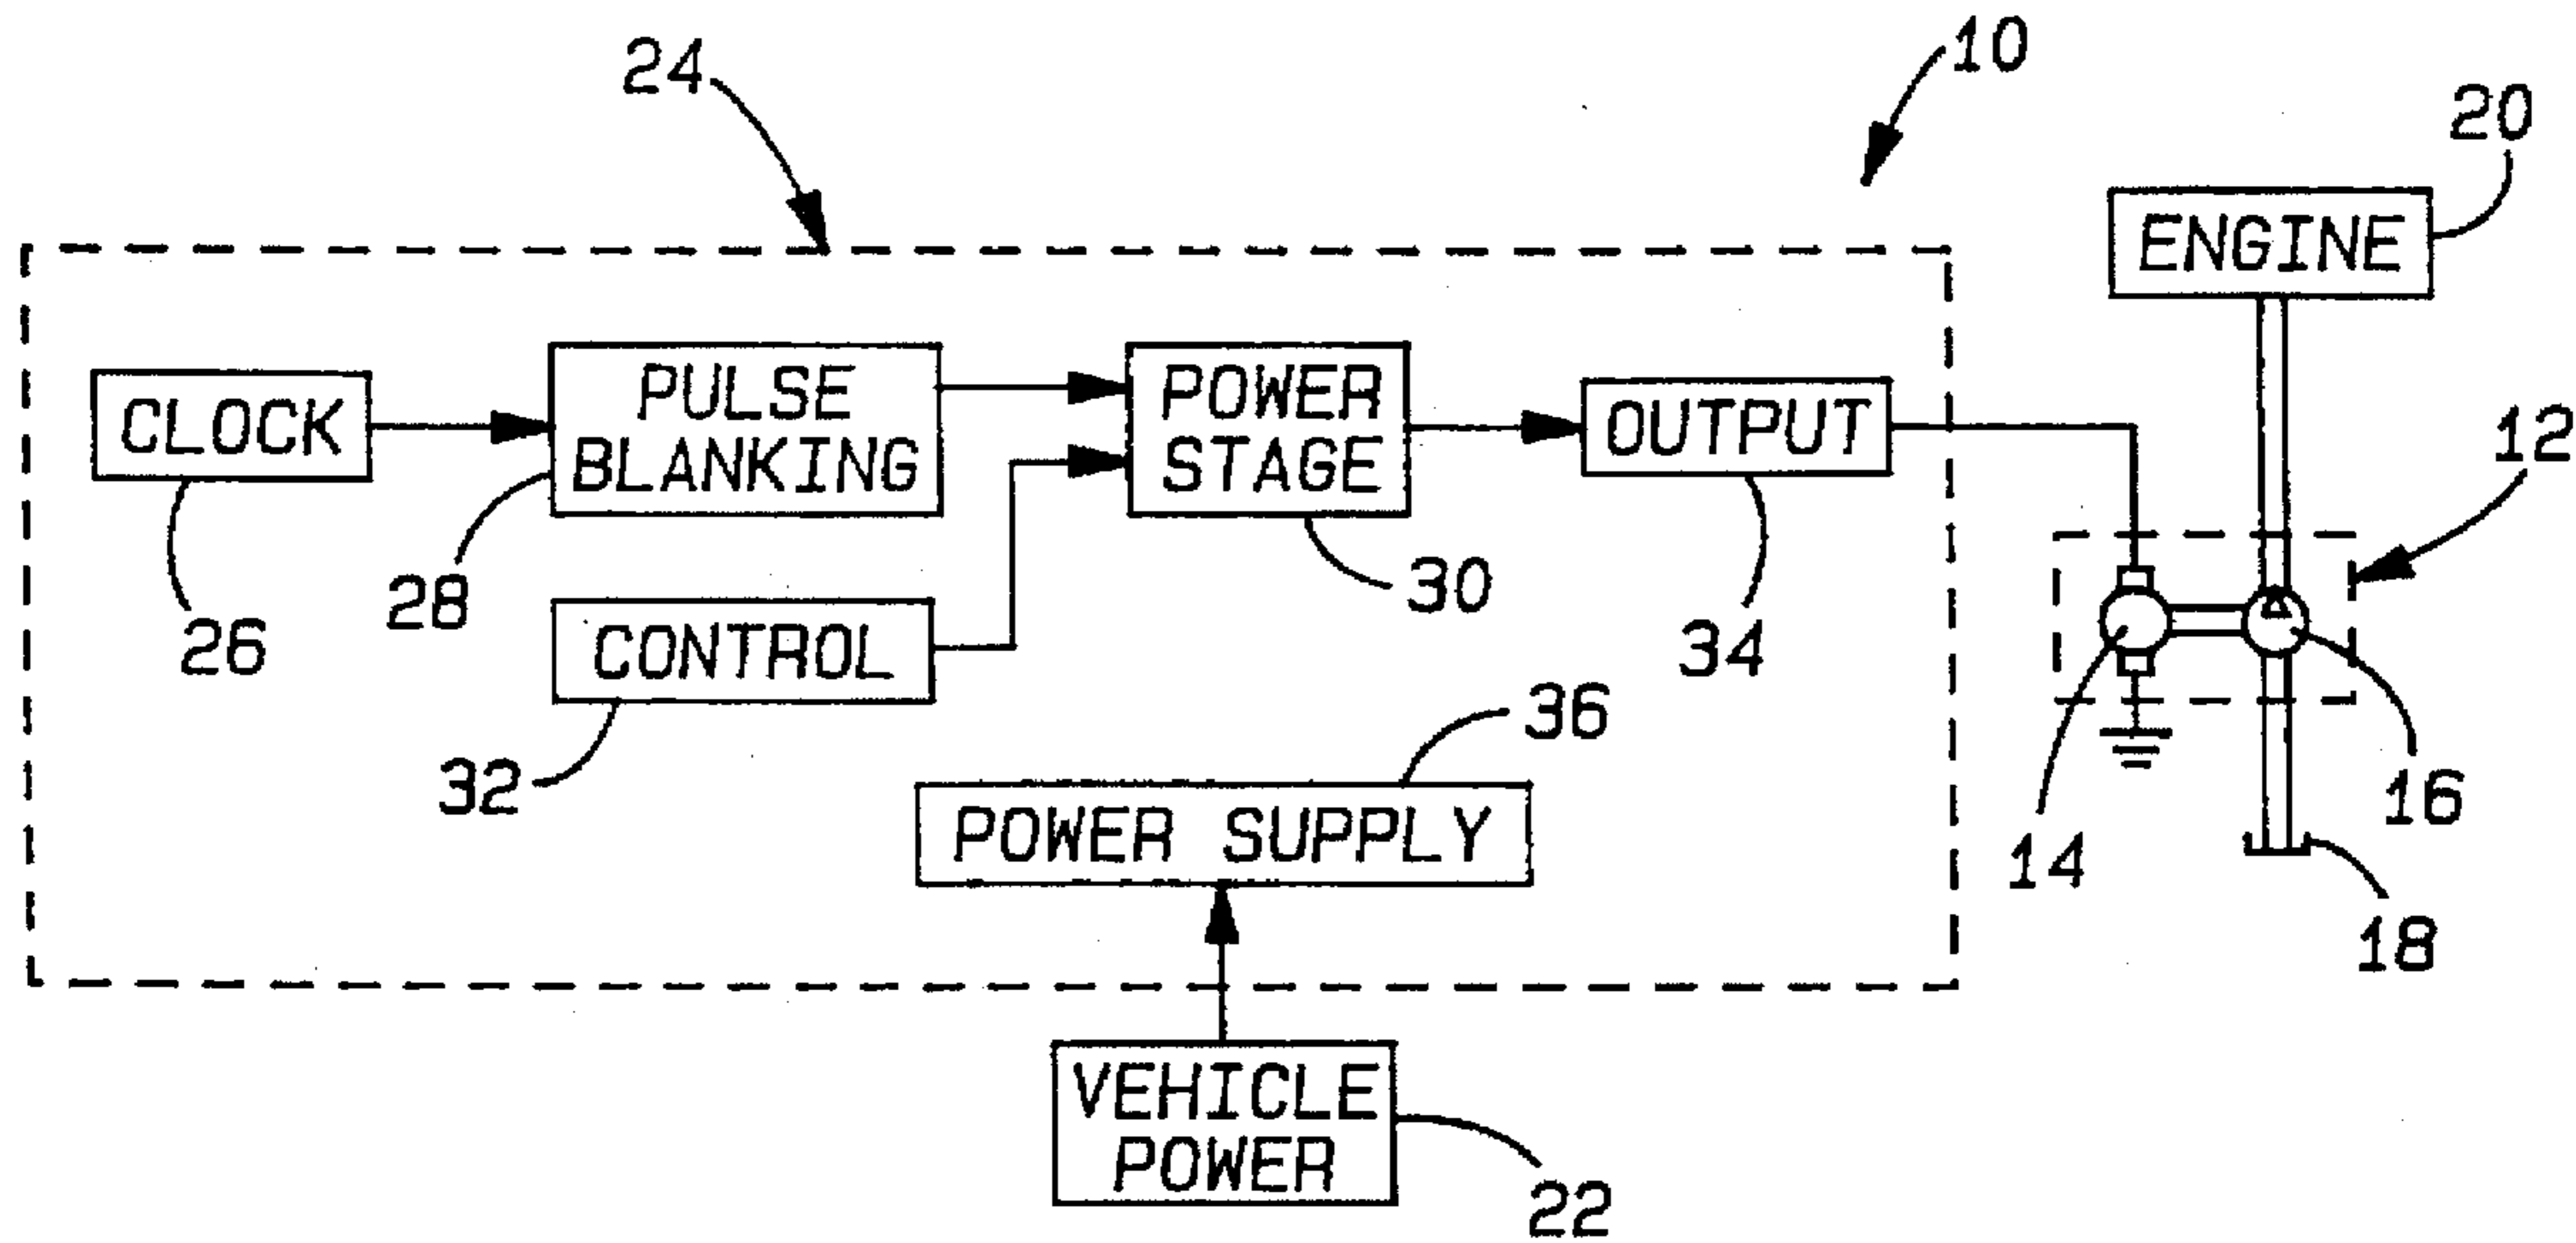 10
24
20
ENGINE
CLOCK
PULSE
BLANKING
POWER
STAGE
OUTPUT
12
26
28
30
34
CONTROL
32
36
POWER SUPPLY
14
16
18
VEHICLE
POWER
22